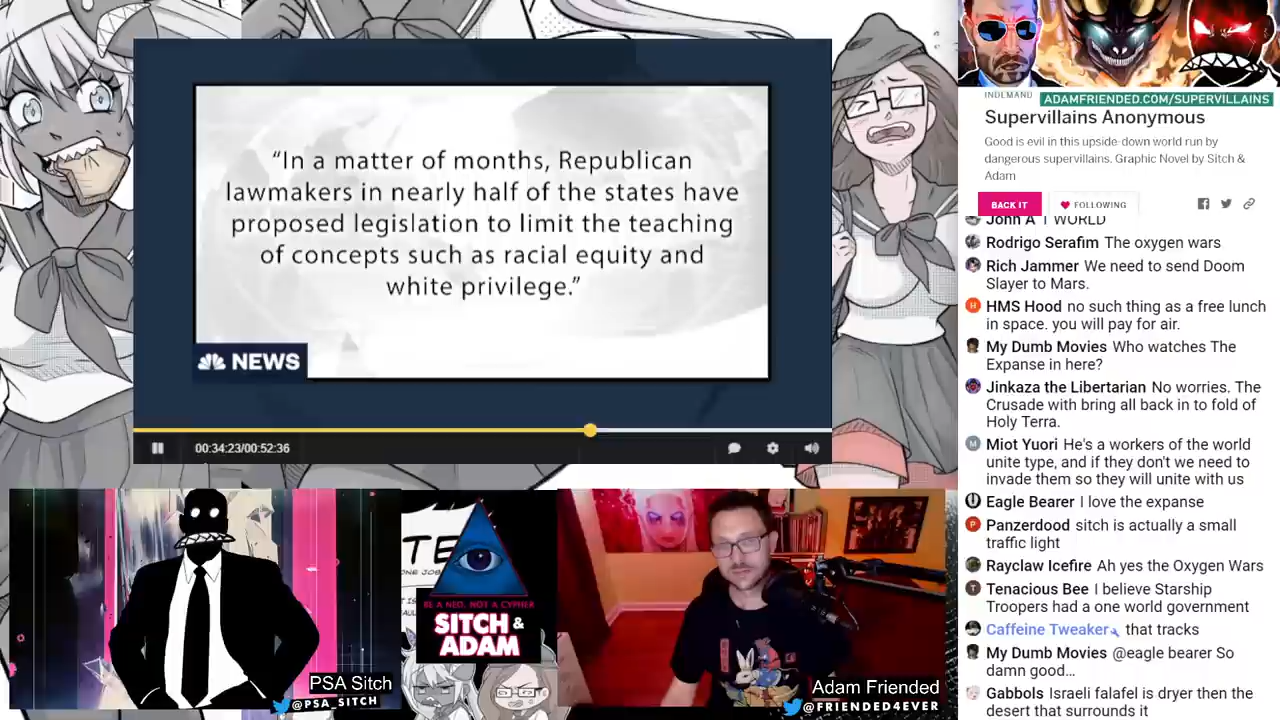 “In a matter of months, Republican
lawmakers in nearly half of the states have
proposed legislation to limit the teaching
of concepts such as racial equity and
white privilege.”
NEWS
00:34:23/00:52:36
PSA Sitch
@PSA_SITCH
BE A NEO, NOT A CYPHER
SITCH &
ADAM
Adam Friended
@FRIENDED4EVER
INDEMAND
ADAMFRIENDED.COM/SUPERVILLAINS
Supervillains Anonymous
Good is evil in this upside-down world run by
dangerous supervillains. Graphic Novel by Sitch &
Adam
BACK IT
FOLLOWING
John A 1 WORLD
Rodrigo Serafim The oxygen wars
Rich Jammer We need to send Doom
Slayer to Mars.
HMS Hood no such thing as a free lunch
in space. you will pay for air.
My Dumb Movies Who watches The
Expanse in here?
Jinkaza the Libertarian No worries. The
Crusade with bring all back in to fold of
Holy Terra.
Miot Yuori He's a workers of the world
unite type, and if they don't we need to
invade them so they will unite with us
Eagle Bearer I love the expanse
Panzerdood sitch is actually a small
traffic light
Rayclaw Icefire Ah yes the Oxygen Wars
Tenacious Bee I believe Starship
Troopers had a one world government
Caffeine Tweaker that tracks
My Dumb Movies @eagle bearer So
damn good…
Gabbols Israeli falafel is dryer then the
desert that surrounds it